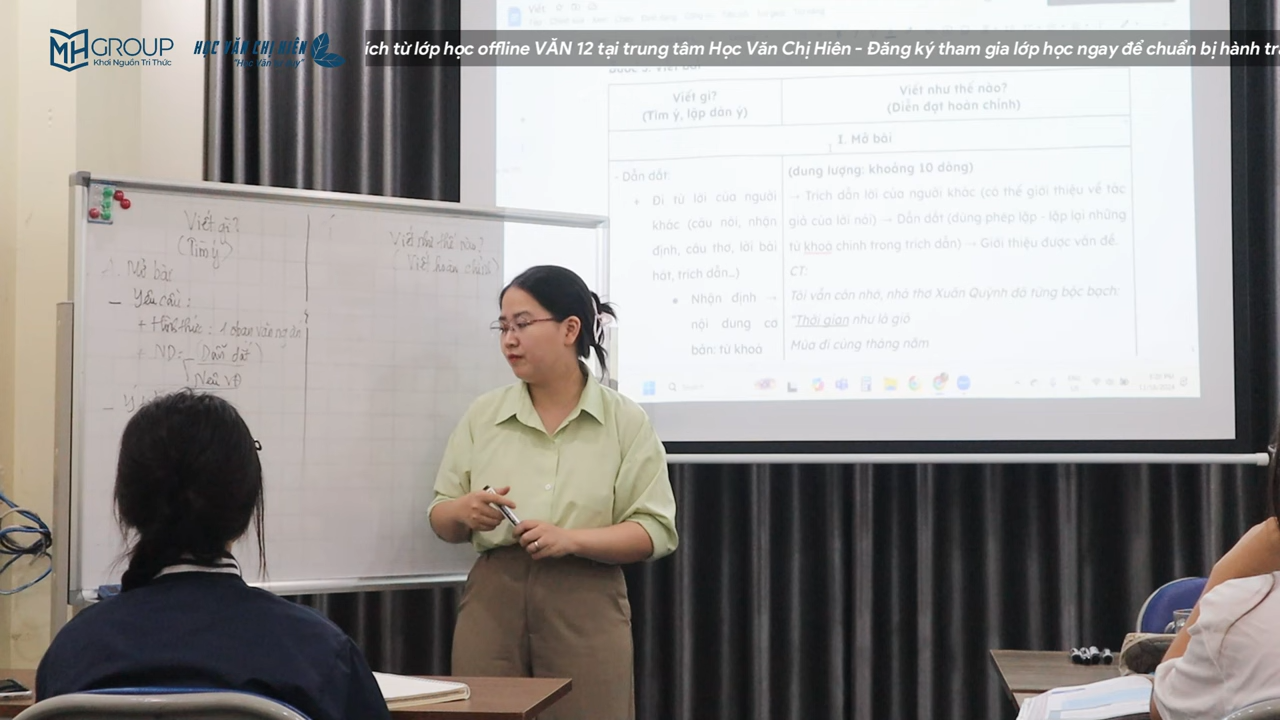 MH GROUP
Khơi Nguồn Tri Thức
HỌC VĂN CHỊ HIÊN
"Học Văn tư duy"
ích từ lớp học offline VĂN 12 tại trung tâm Học Văn Chị Hiên - Đăng ký tham gia lớp học ngay để chuẩn bị hành tr
Viết
Viết gì?
(Tìm ý, lập dàn ý)
Viết như thế nào?
(Diễn đạt hoàn chỉnh)
I. Mở bài
- Dẫn dắt
Đi từ lời của người
khác (câu nói, nhận
định, câu thơ, lời bài
hát, trích dẫn...)
Nhận định →
nội dung cơ
bản: từ khoá
(dung lượng: khoảng 10 dòng)
→ Trích dẫn lời của người khác (có thể giới thiệu về tác
giả của lời nói) → Dẫn dắt (dùng phép lặp - lặp lại những
từ khoá chính trong trích dẫn) → Giới thiệu được vấn đề.
CT:
Tôi vẫn còn nhớ, nhà thơ Xuân Quỳnh đã từng bộc bạch:
"Thời gian như là gió
Mùa đi cùng tháng năm
Viết gì?
(Tìm ý)
1. Mở bài
- Yêu cầu:
+ Hình thức: 1 đoạn văn ngắn
+ ND: Dẫn dắt
Nêu VĐ
Viết như thế nào?
Viết hoàn chỉnh)